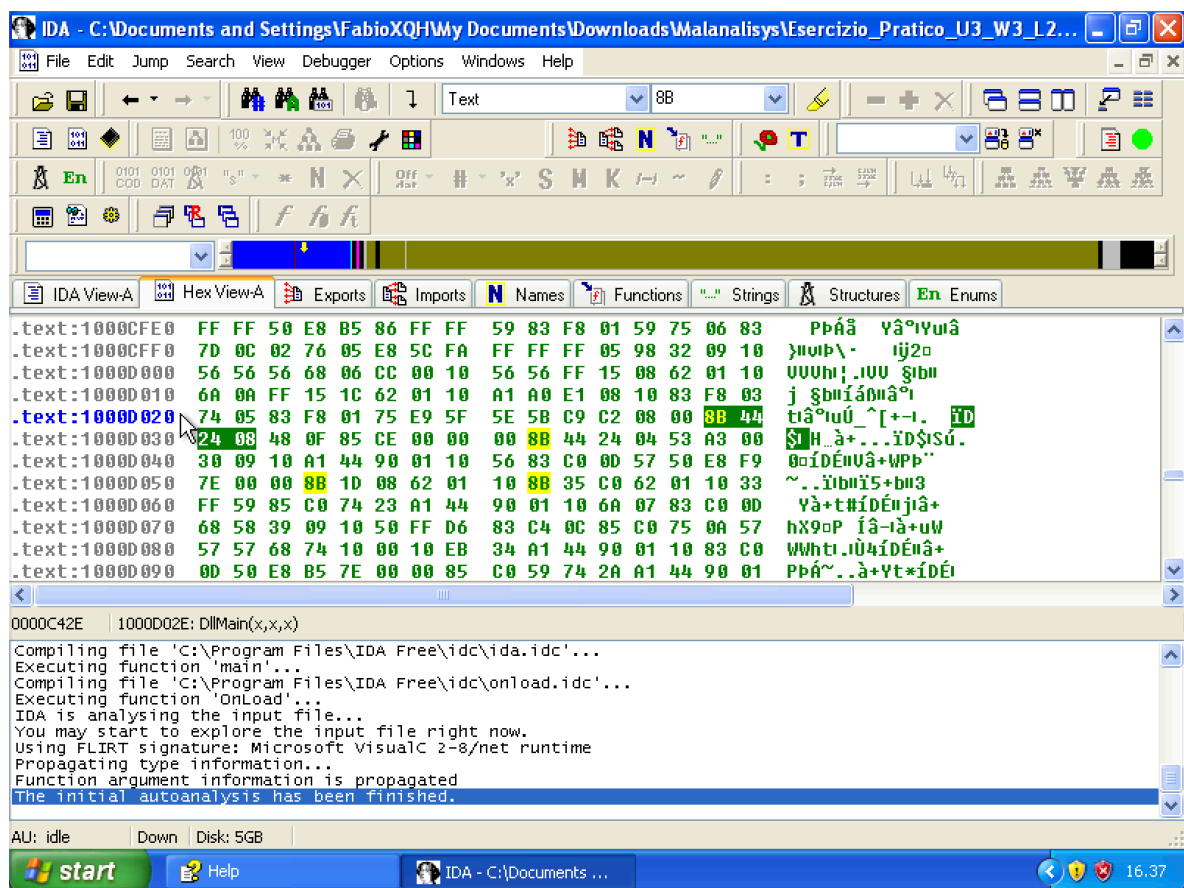 IDA - C:\Documents and Settings\FabioXQH\My Documents\Downloads\Malanalisys\Esercizio_Pratico_U3_W3_L2...
File Edit Jump Search View Debugger Options Windows Help
Text 8B
En
IDA View-A Hex View-A Exports Imports N Names Functions Strings Structures En Enums
.text:1000CFE0 FF FF 50 E8 B5 86 FF FF 59 83 F8 01 59 75 06 83
.text:1000CFF0 7D 0C 02 76 05 E8 5C FA FF FF FF 05 98 32 09 10
.text:1000D000 56 56 56 68 06 CC 00 10 56 56 FF 15 08 62 01 10
.text:1000D010 6A 0A FF 15 1C 62 01 10 A1 A0 E1 08 10 83 F8 03
.text:1000D020 74 05 83 F8 01 75 E9 5F 5E 5B C9 C2 08 00 8B 44
.text:1000D030 24 08 48 0F 85 CE 00 00 00 8B 44 24 04 53 A3 00
.text:1000D040 30 09 10 A1 44 90 01 10 56 83 C0 0D 57 50 E8 F9
.text:1000D050 7E 00 00 8B 1D 08 62 01 10 8B 35 C0 62 01 10 33
.text:1000D060 FF 59 85 C0 74 23 A1 44 90 01 10 6A 07 83 C0 0D
.text:1000D070 68 58 39 09 10 50 FF D6 83 C4 0C 85 C0 75 0A 57
.text:1000D080 57 57 68 74 10 00 10 EB 34 A1 44 90 01 10 83 C0
.text:1000D090 0D 50 E8 B5 7E 00 00 85 C0 59 74 2A A1 44 90 01
0000C42E 1000D02E: DllMain(x,x,x)
Compiling file 'C:\Program Files\IDA Free\idc\ida.idc'...
Executing function 'main'...
Compiling file 'C:\Program Files\IDA Free\idc\onload.idc'...
Executing function 'OnLoad'...
IDA is analysing the input file...
You may start to explore the input file right now.
Using FLIRT signature: Microsoft VisualC 2-8/net runtime
Propagating type information...
Function argument information is propagated
The initial autoanalysis has been finished.
AU: idle Down Disk: 5GB
start Help IDA - C:\Documents ... 16.37